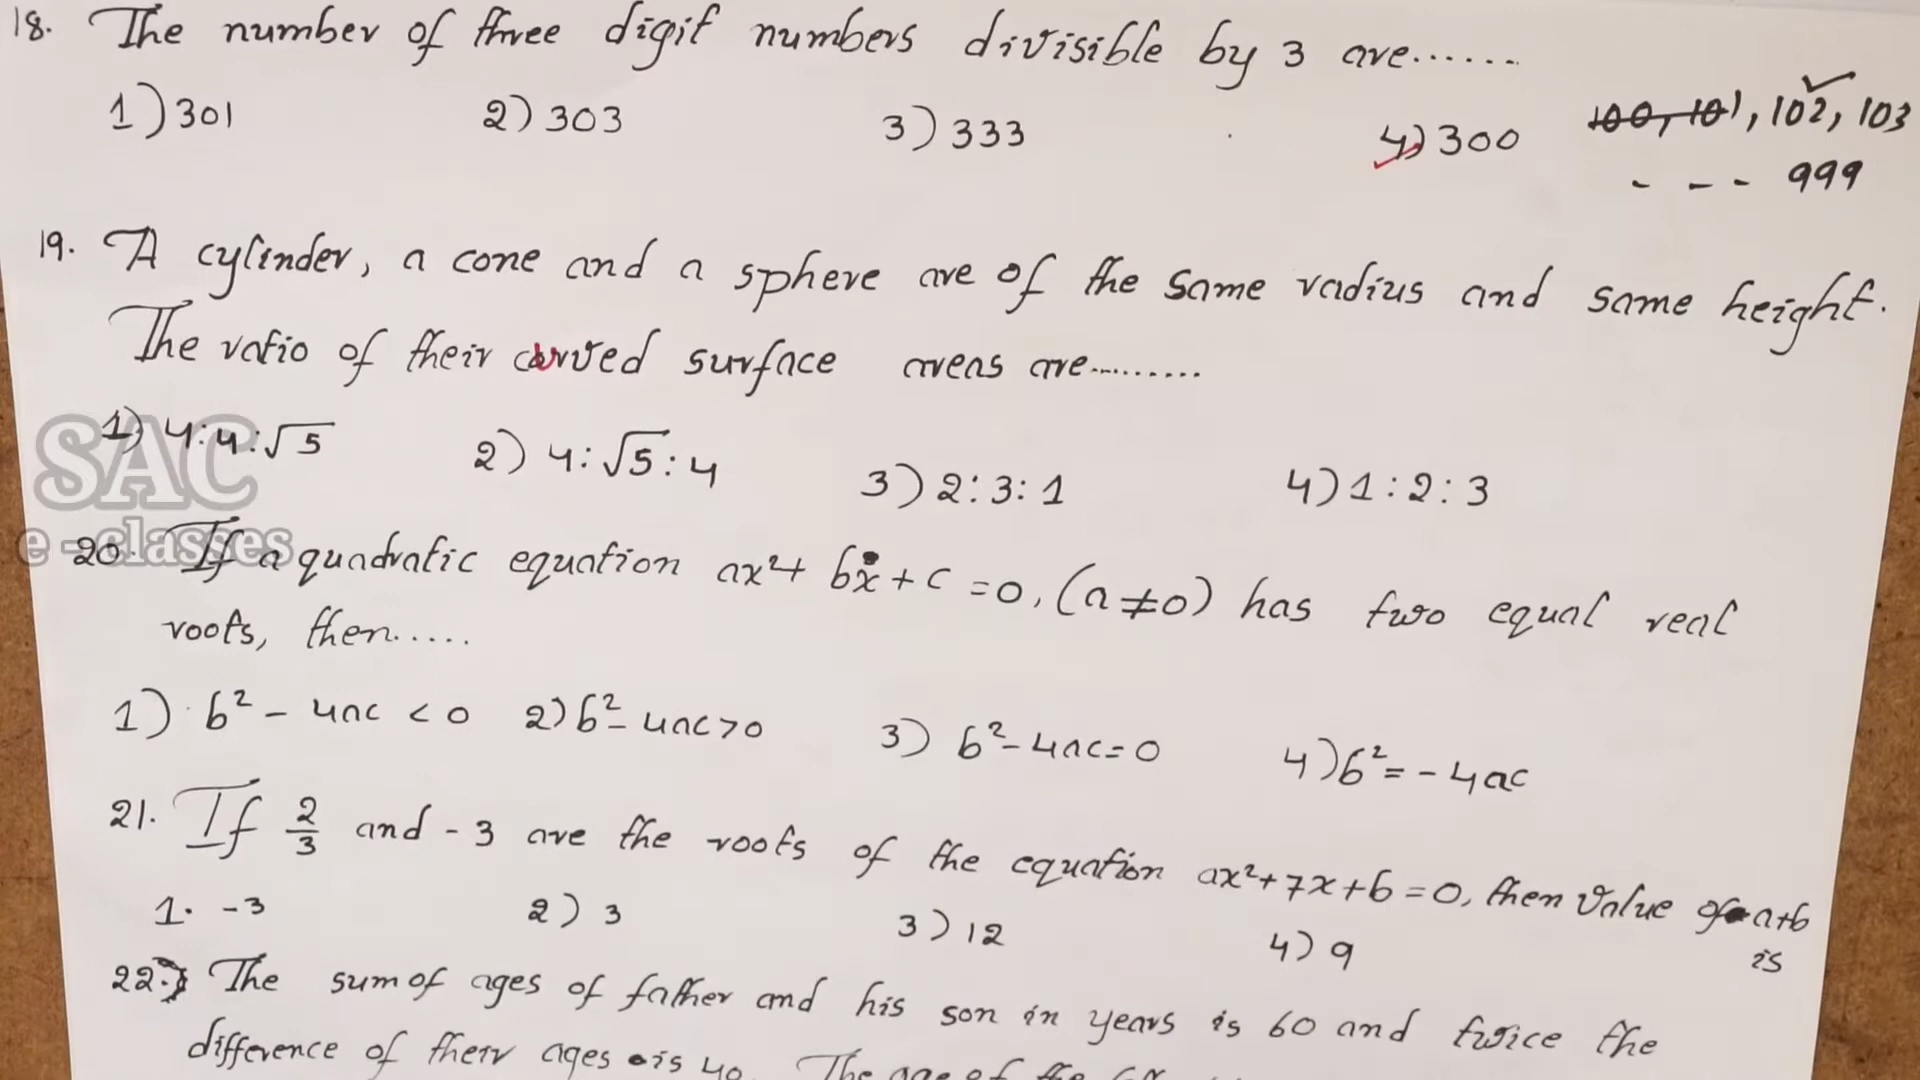 18. The number of three digit numbers divisible by 3 are......
1) 301 2) 303 3) 333 4) 300
100, 101, 102, 103
- - - 999
19. A cylinder, a cone and a sphere are of the same radius and same height.
The ratio of their curved surface areas are.........
1) 4:4:√5 2) 4:√5:4 3) 2:3:1 4) 1:2:3
SAC
e-classes
20. If a quadratic equation ax²+ bx + c = 0, (a ≠ 0) has two equal real
roots, then.....
1) b² - 4ac < 0 2) b² - 4ac > 0 3) b² - 4ac = 0 4) b² = - 4ac
21. If 2/3 and - 3 are the roots of the equation ax²+7x+b = 0, then value of a+b
is
1. -3 2) 3 3) 12 4) 9
22. The sum of ages of father and his son in years is 60 and twice the
difference of their ages is 40. The age of the